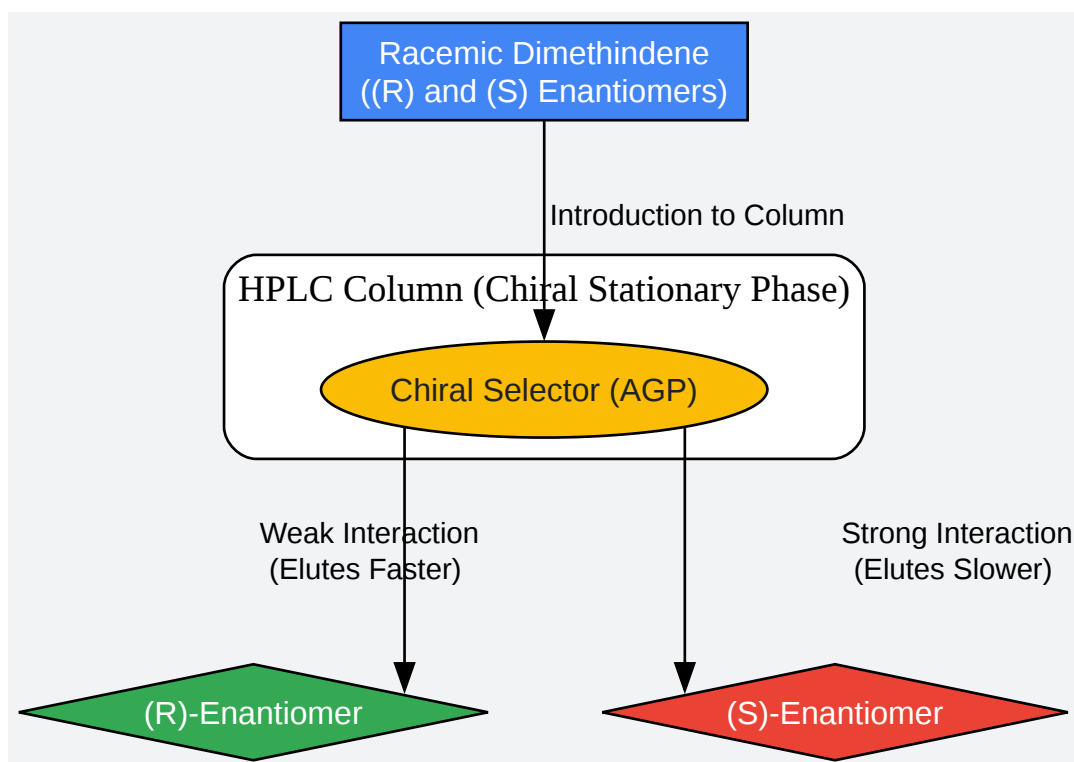 Racemic Dimethindene
((R) and (S) Enantiomers)
Introduction to Column
HPLC Column (Chiral Stationary Phase)
Chiral Selector (AGP)
Weak Interaction
(Elutes Faster)
Strong Interaction
(Elutes Slower)
(R)-Enantiomer
(S)-Enantiomer